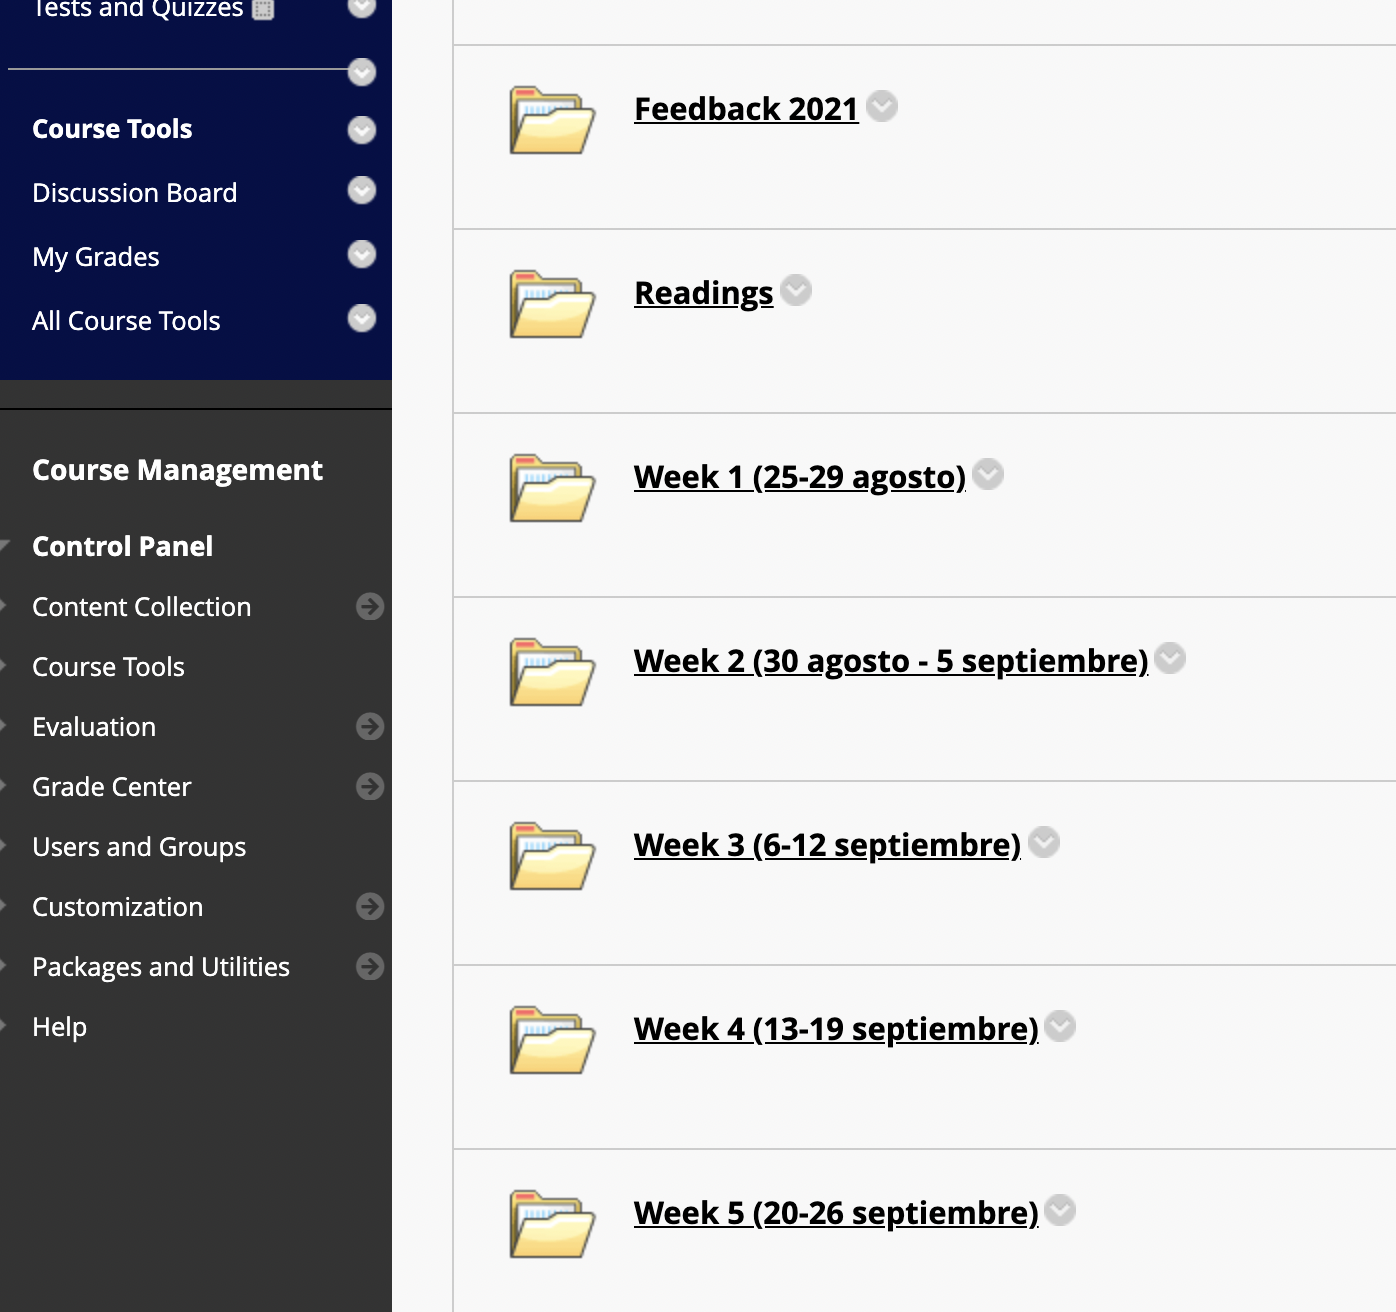 Tests and Quizzes
Course Tools
Discussion Board
My Grades
All Course Tools
Course Management
Control Panel
Content Collection
Course Tools
Evaluation
Grade Center
Users and Groups
Customization
Packages and Utilities
Help
Feedback 2021
Readings
Week 1 (25-29 agosto)
Week 2 (30 agosto - 5 septiembre)
Week 3 (6-12 septiembre)
Week 4 (13-19 septiembre)
Week 5 (20-26 septiembre)